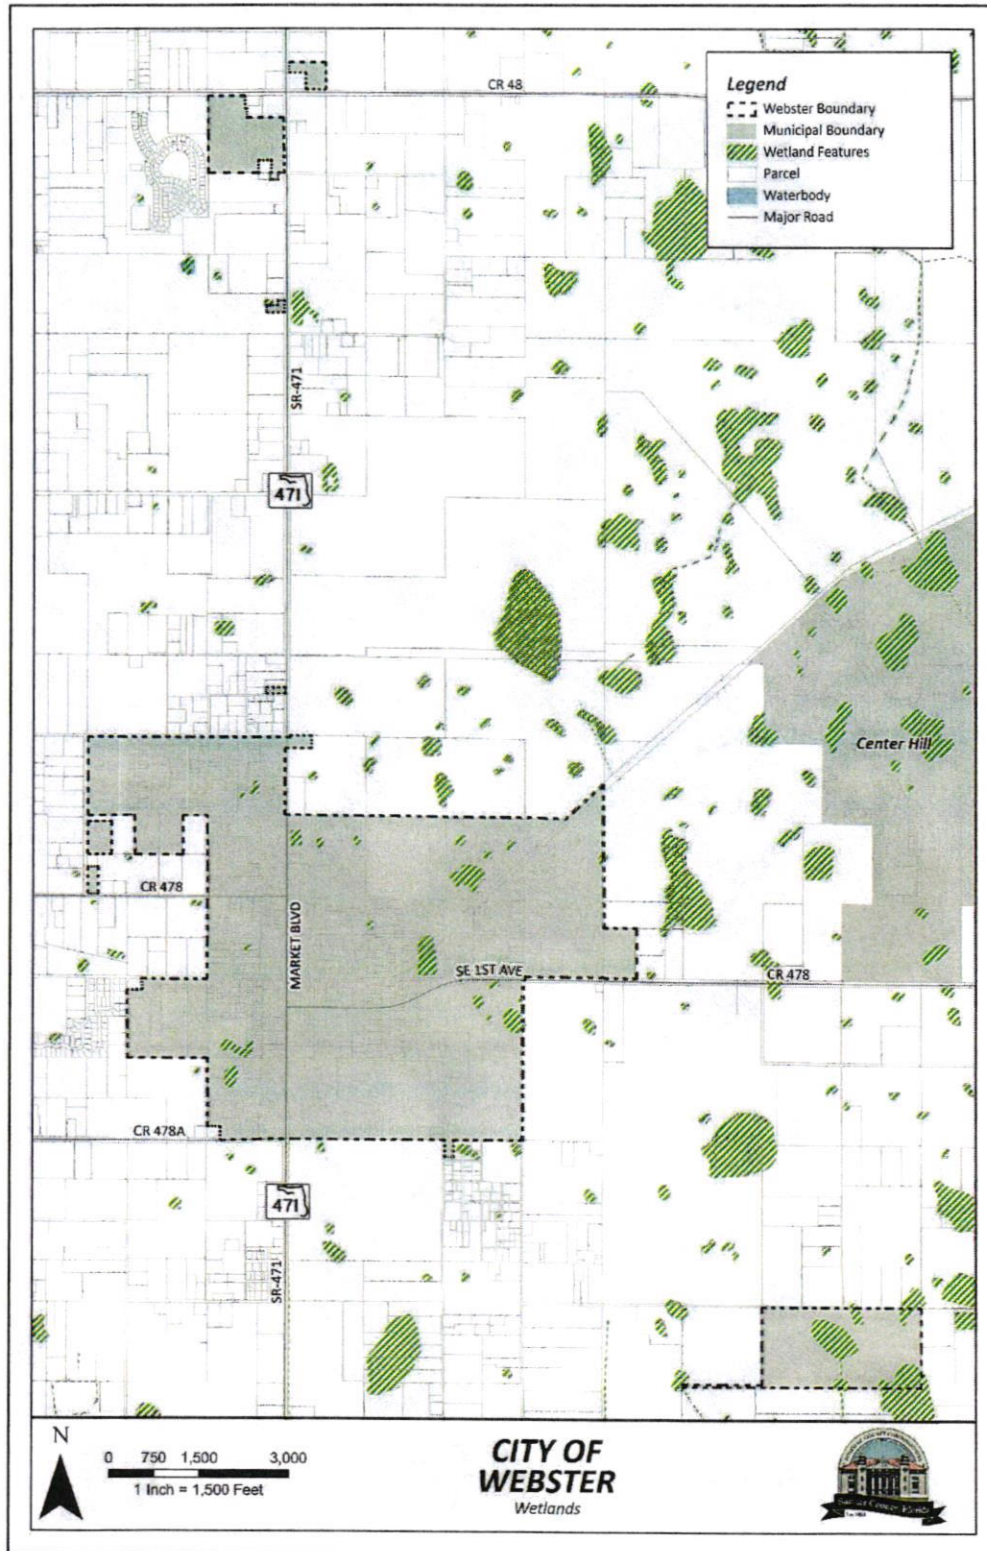 CR 48
Legend
Webster Boundary
Municipal Boundary
Wetland Features
Parcel
Waterbody
Major Road
SR-471
471
Center Hill
CR 478
MARKET BLVD
SE 1ST AVE
CR 478
CR 478A
471
SR-471
N
0 750 1,500 3,000
1 Inch = 1,500 Feet
CITY OF
WEBSTER
Wetlands